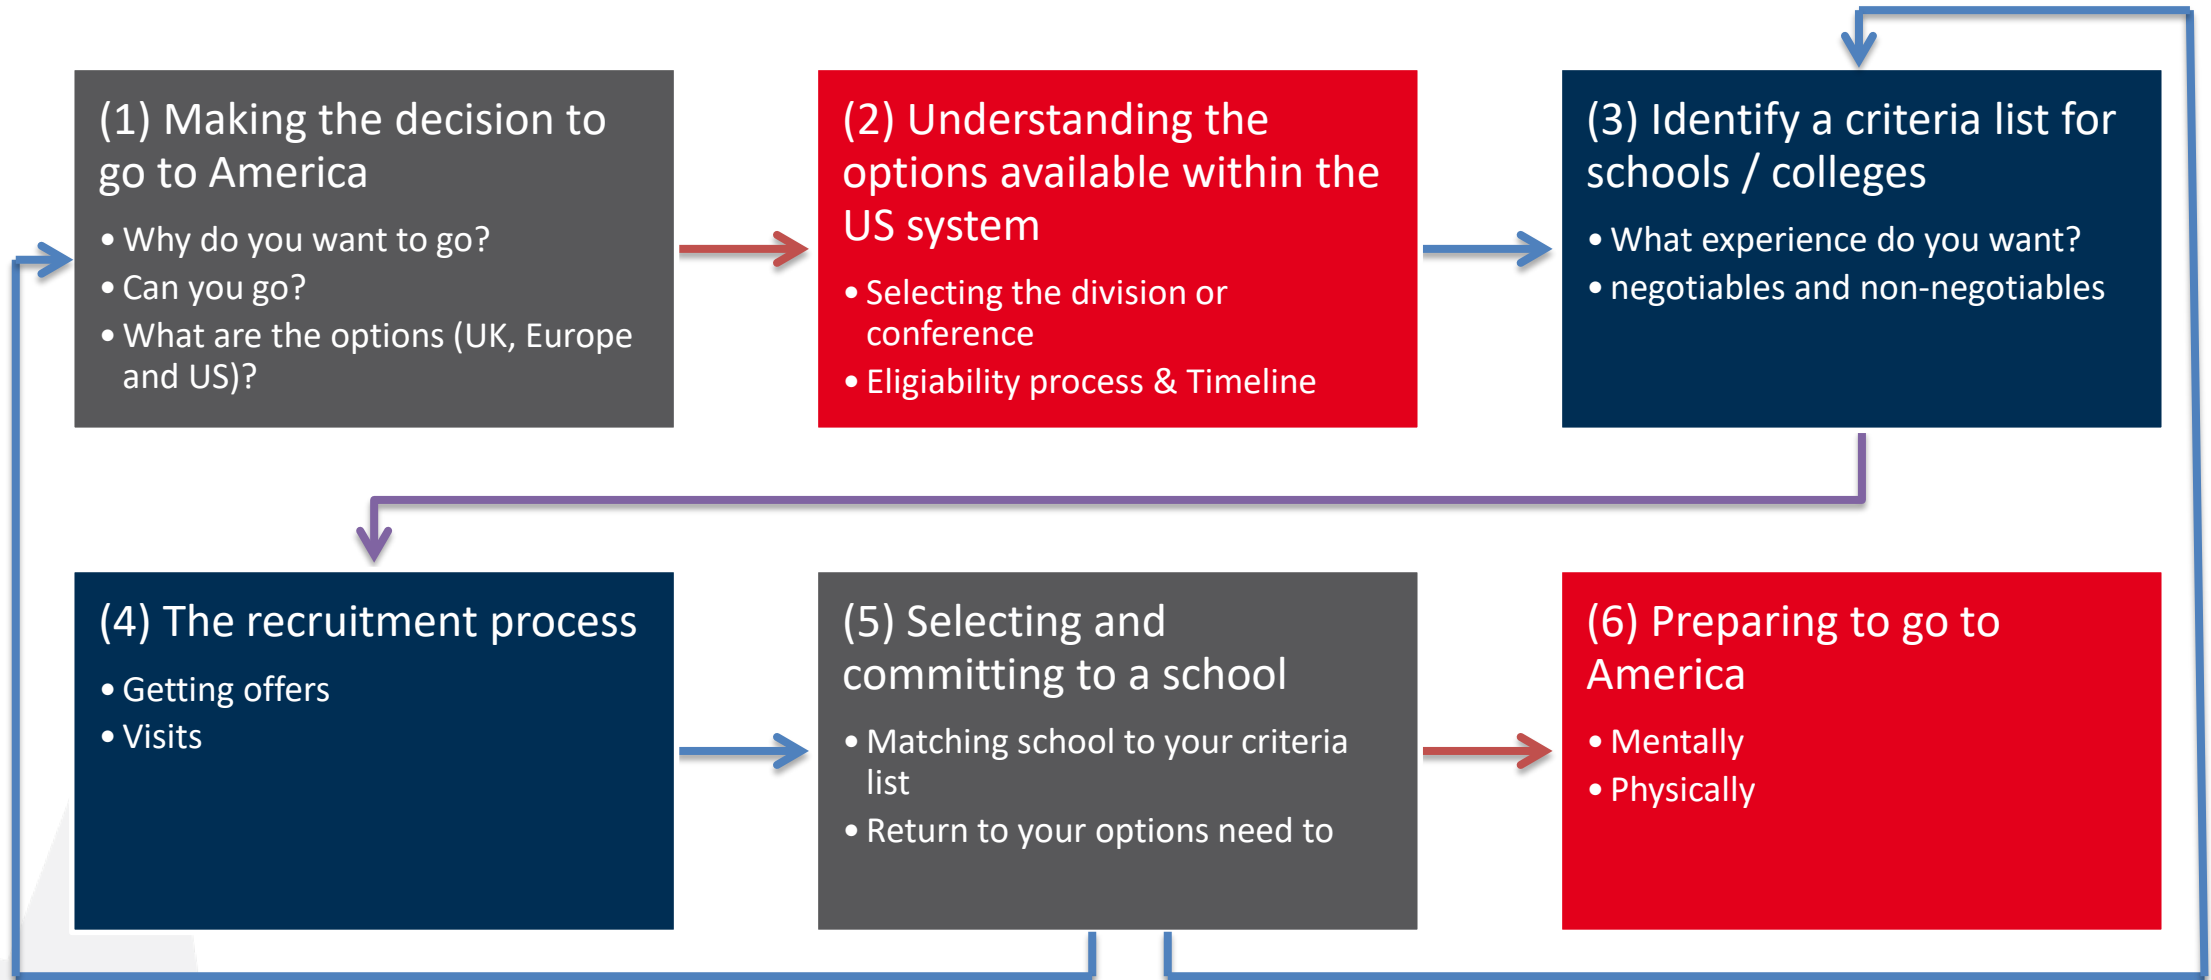 (1) Making the decision to
go to America
• Why do you want to go?
• Can you go?
• What are the options (UK, Europe
and US)?
(2) Understanding the
options available within the
US system
• Selecting the division or
conference
• Eligiability process & Timeline
(3) Identify a criteria list for
schools / colleges
• What experience do you want?
• negotiables and non-negotiables
(4) The recruitment process
• Getting offers
• Visits
(5) Selecting and
committing to a school
• Matching school to your criteria
list
• Return to your options need to
(6) Preparing to go to
America
• Mentally
• Physically